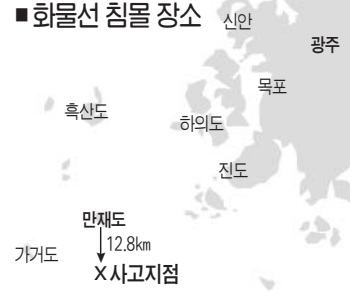 ■ 화물선 침몰 장소
신안
광주
목포
흑산도
하의도
진도
만재도
12.8km
가거도
X 사고지점